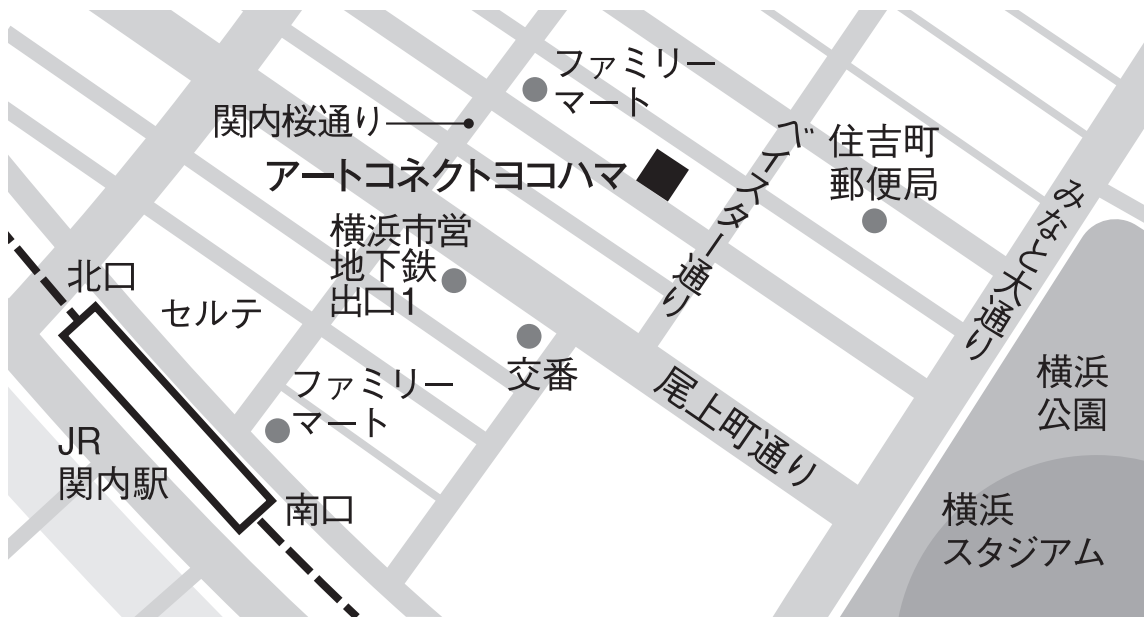 ファミリー
マート
関内桜通り
アートコネクトヨコハマ
ベイスター通り
住吉町
郵便局
みなと大通り
横浜市営
地下鉄
出口1
北口
セルテ
交番
ファミリー
マート
尾上町通り
横浜
公園
JR
関内駅
南口
横浜
スタジアム